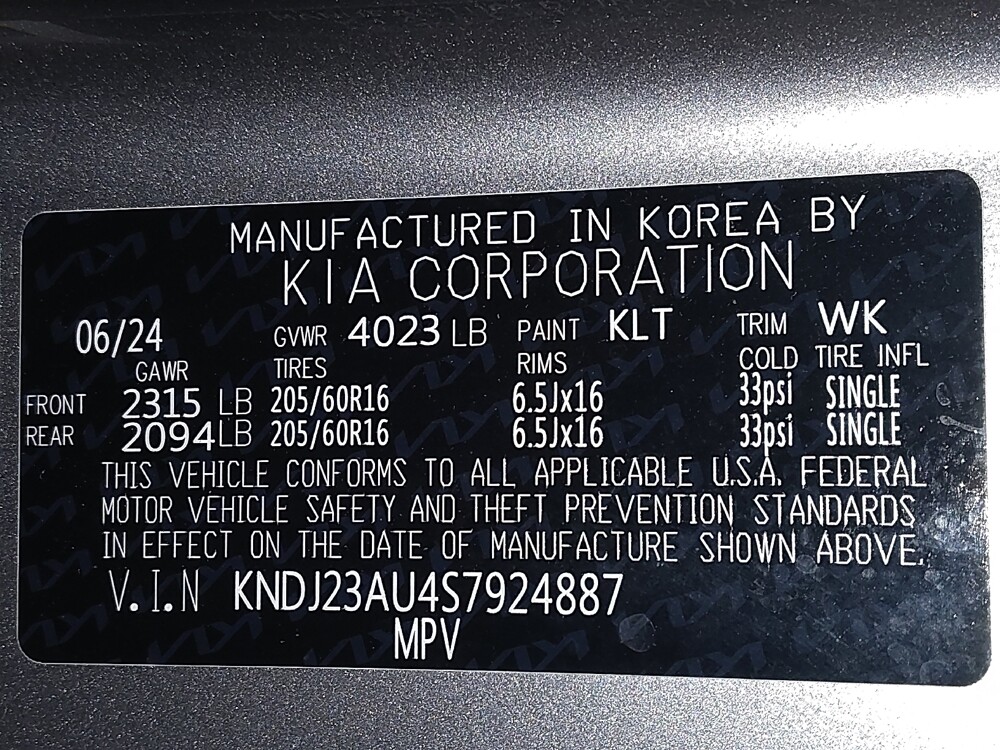 MANUFACTURED IN KOREA BY
KIA CORPORATION
06/24 GVWR 4023 LB PAINT KLT TRIM WK
GAWR TIRES RIMS COLD TIRE INFL
FRONT 2315 LB 205/60R16 6.5Jx16 33psi SINGLE
REAR 2094 LB 205/60R16 6.5Jx16 33psi SINGLE
THIS VEHICLE CONFORMS TO ALL APPLICABLE U.S.A. FEDERAL
MOTOR VEHICLE SAFETY AND THEFT PREVENTION STANDARDS
IN EFFECT ON THE DATE OF MANUFACTURE SHOWN ABOVE.
V.I.N KNDJ23AU4S7924887
MPV